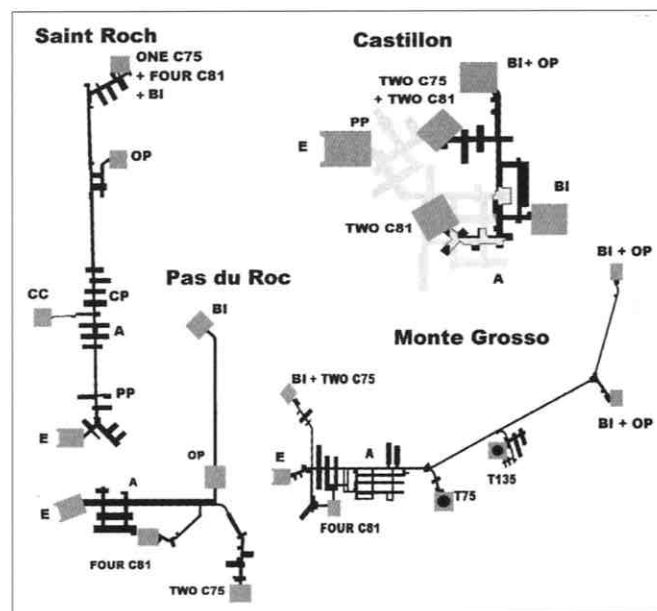 Saint Roch
ONE C75
+ FOUR C81
+ BI
OP
CC
CP
A
PP
E
Castillon
BI + OP
TWO C75
+ TWO C81
PP
E
BI
TWO C81
A
Pas du Roc
BI
OP
A
E
FOUR C81
TWO C75
Monte Grosso
BI + OP
BI + TWO C75
A
E
BI + OP
T135
T75
FOUR C81